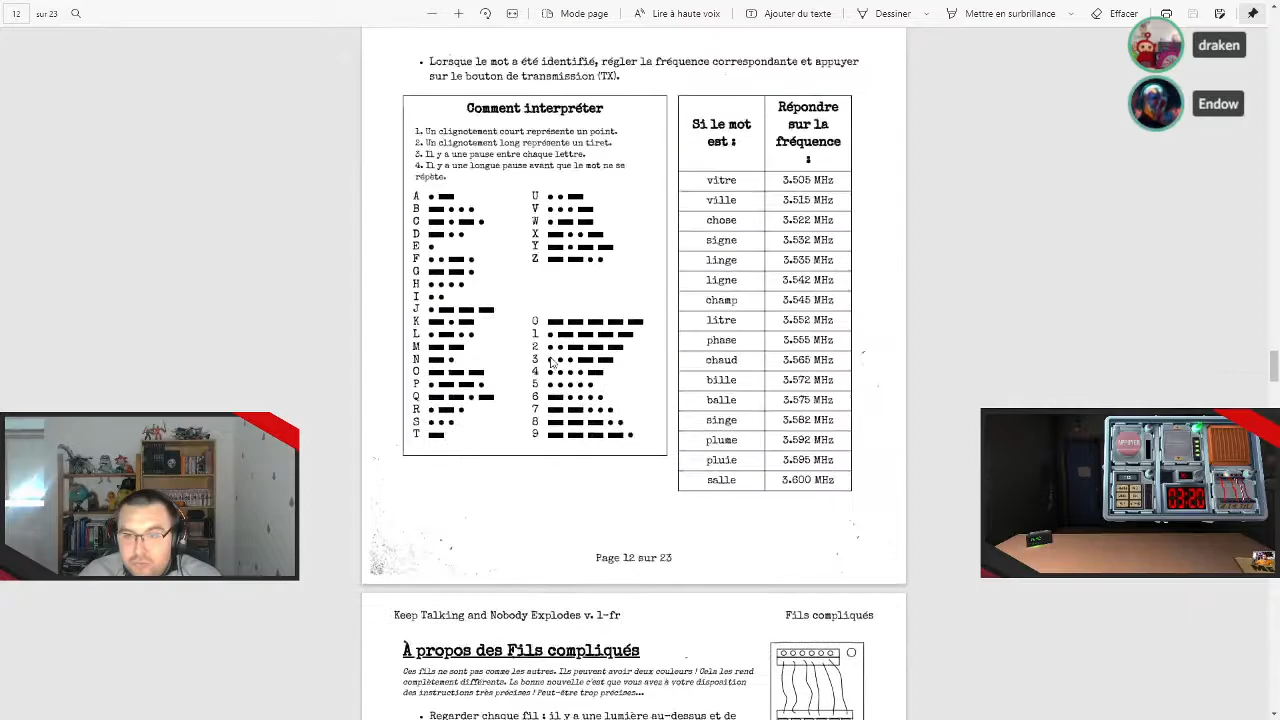 12
sur 23
Mode page
Lire à haute voix
Ajouter du texte
Dessiner
Mettre en surbrillance
Effacer
draken
Endow
• Lorsque le mot a été identifié, régler la fréquence correspondante et appuyer
sur le bouton de transmission (TX).
Comment interpréter
1. Un clignotement court représente un point.
2. Un clignotement long représente un tiret.
3. Il y a une pause entre chaque lettre.
4. Il y a une longue pause avant que le mot ne se
répète.
A
B
C
D
E
F
G
H
I
J
K
L
M
N
O
P
Q
R
S
T
U
V
W
X
Y
Z
0
1
2
3
4
5
6
7
8
9
Si le mot
est :
Répondre
sur la
fréquence
:
vitre 3.505 MHz
ville 3.515 MHz
chose 3.522 MHz
signe 3.532 MHz
linge 3.535 MHz
ligne 3.542 MHz
champ 3.545 MHz
litre 3.552 MHz
phase 3.555 MHz
chaud 3.565 MHz
bille 3.572 MHz
balle 3.575 MHz
singe 3.582 MHz
plume 3.592 MHz
pluie 3.595 MHz
salle 3.600 MHz
Page 12 sur 23
03:20
Keep Talking and Nobody Explodes v. 1-fr
Fils compliqués
À propos des Fils compliqués
Ces fils ne sont pas comme les autres. Ils peuvent avoir deux couleurs ! Cela les rend
complètement différents. La bonne nouvelle c'est que vous avez à votre disposition
des instructions très précises ! Peut-être trop précises...
• Regarder chaque fil : il y a une lumière au-dessus et de